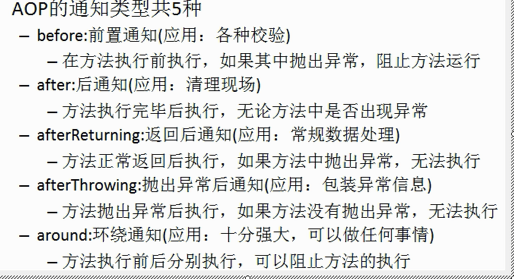 AOP的通知类型共5种
– before:前置通知(应用：各种校验)
– 在方法执行前执行，如果其中抛出异常，阻止方法运行
– after:后通知(应用：清理现场)
– 方法执行完毕后执行，无论方法中是否出现异常
– afterReturning:返回后通知(应用：常规数据处理)
– 方法正常返回后执行，如果方法中抛出异常，无法执行
– afterThrowing:抛出异常后通知(应用：包装异常信息)
– 方法抛出异常后执行，如果方法没有抛出异常，无法执行
– around:环绕通知(应用：十分强大，可以做任何事情)
– 方法执行前后分别执行，可以阻止方法的执行